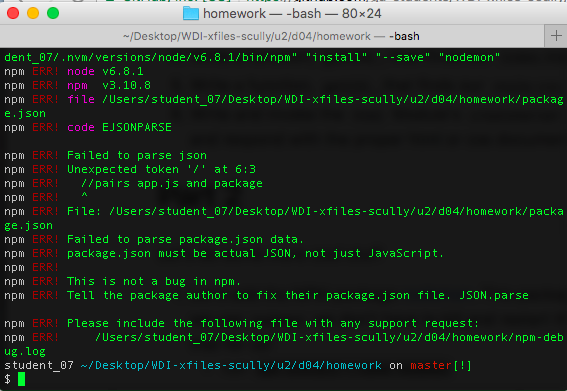 homework — -bash — 80×24
~/Desktop/WDI-xfiles-scully/u2/d04/homework — -bash
+
dent_07/.nvm/versions/node/v6.8.1/bin/npm" "install" "--save" "nodemon"
npm ERR! node v6.8.1
npm ERR! npm  v3.10.8
npm ERR! file /Users/student_07/Desktop/WDI-xfiles-scully/u2/d04/homework/packag
e.json
npm ERR! code EJSONPARSE
npm ERR! Failed to parse json
npm ERR! Unexpected token '/' at 6:3
npm ERR!   //pairs app.js and package
npm ERR!   ^
npm ERR! File: /Users/student_07/Desktop/WDI-xfiles-scully/u2/d04/homework/packa
ge.json
npm ERR! Failed to parse package.json data.
npm ERR! package.json must be actual JSON, not just JavaScript.
npm ERR!
npm ERR! This is not a bug in npm.
npm ERR! Tell the package author to fix their package.json file. JSON.parse
npm ERR! Please include the following file with any support request:
npm ERR!     /Users/student_07/Desktop/WDI-xfiles-scully/u2/d04/homework/npm-deb
ug.log
student_07 ~/Desktop/WDI-xfiles-scully/u2/d04/homework on master[!]
$